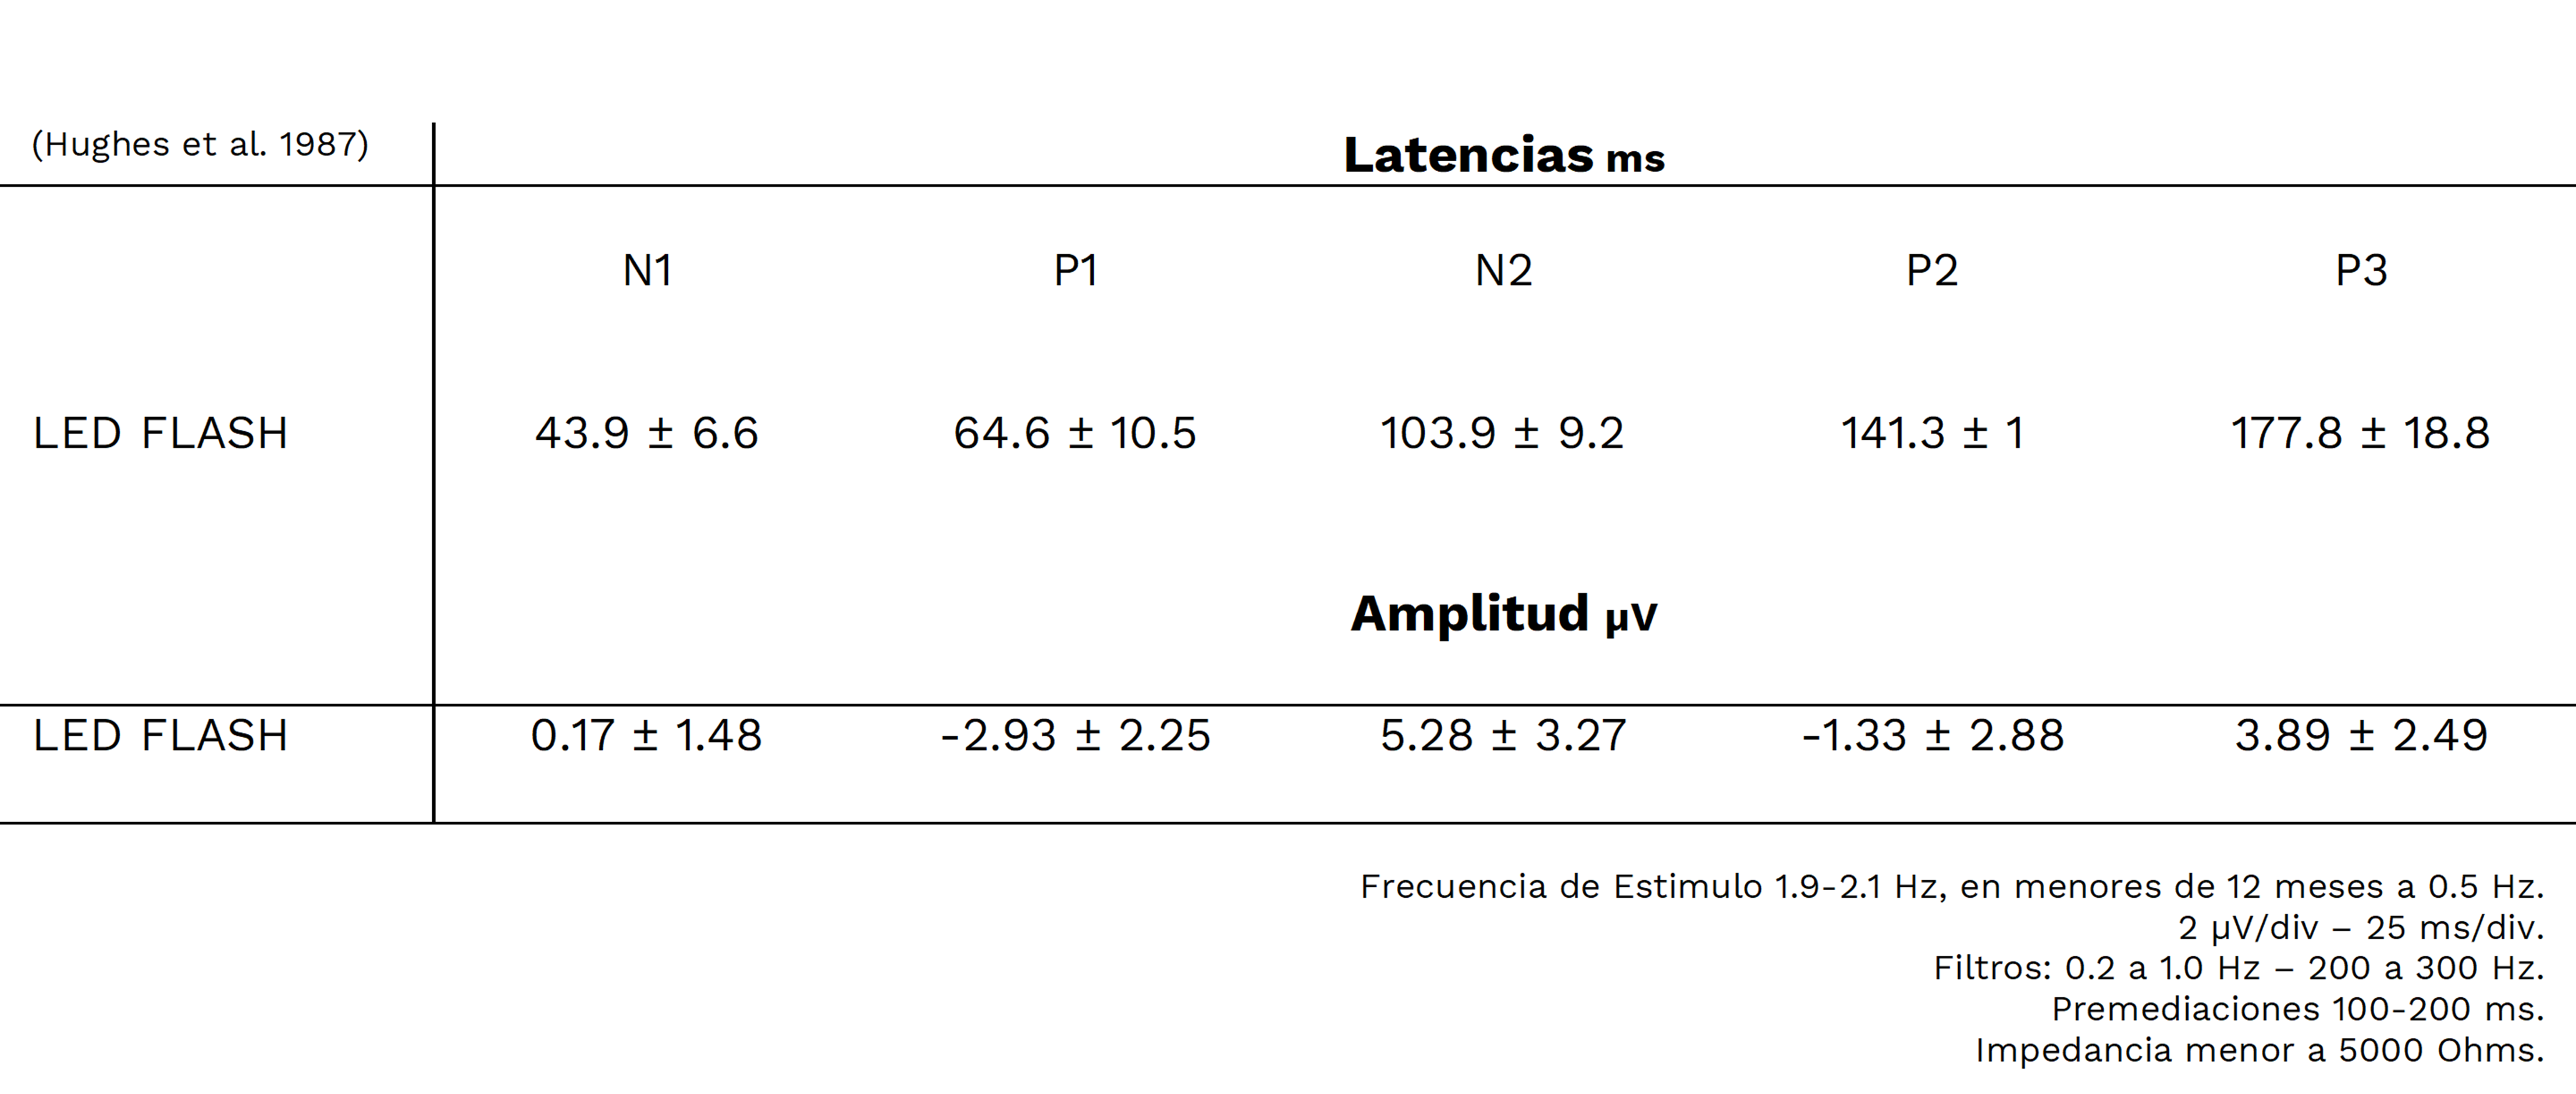 (Hughes et al. 1987)
Latencias ms
N1 P1 N2 P2 P3
LED FLASH 43.9 ± 6.6 64.6 ± 10.5 103.9 ± 9.2 141.3 ± 1 177.8 ± 18.8
Amplitud µV
LED FLASH 0.17 ± 1.48 -2.93 ± 2.25 5.28 ± 3.27 -1.33 ± 2.88 3.89 ± 2.49
Frecuencia de Estimulo 1.9-2.1 Hz, en menores de 12 meses a 0.5 Hz.
2 µV/div – 25 ms/div.
Filtros: 0.2 a 1.0 Hz – 200 a 300 Hz.
Premediaciones 100-200 ms.
Impedancia menor a 5000 Ohms.